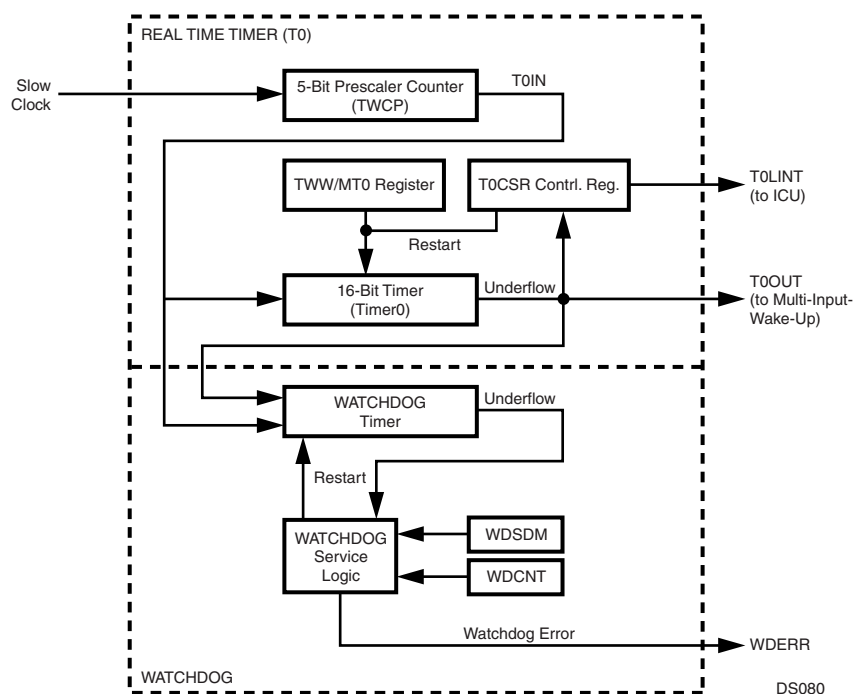 REAL TIME TIMER (T0)
Slow
Clock
5-Bit Prescaler Counter
(TWCP)
T0IN
TWW/MT0 Register
T0CSR Contrl. Reg.
T0LINT
(to ICU)
Restart
16-Bit Timer
(Timer0)
Underflow
T0OUT
(to Multi-Input-
Wake-Up)
WATCHDOG
Timer
Underflow
Restart
WATCHDOG
Service
Logic
WDSDM
WDCNT
Watchdog Error
WDERR
WATCHDOG
DS080